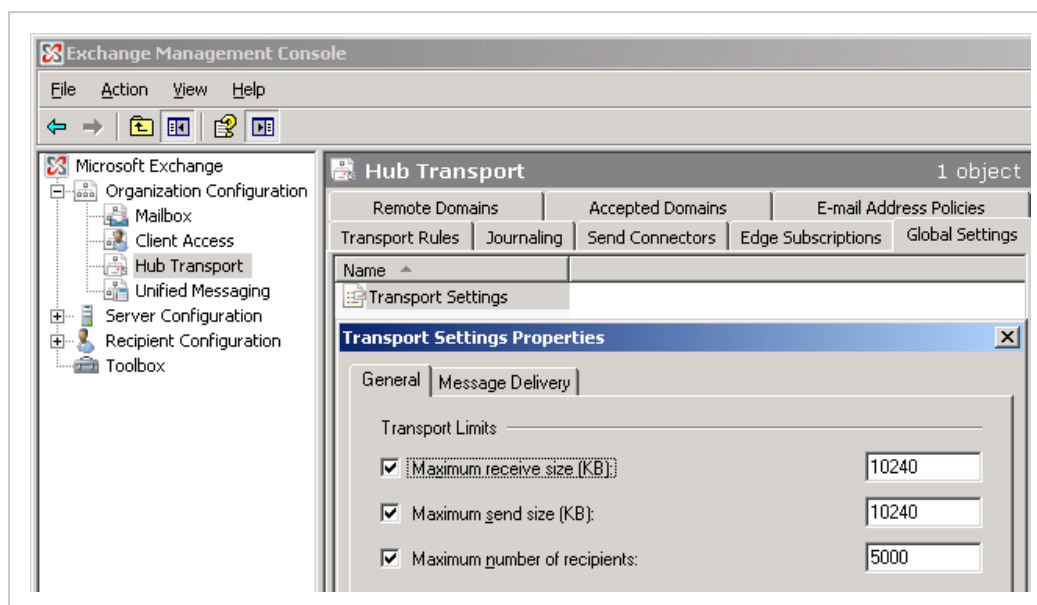 Exchange Management Console
File Action View Help
Microsoft Exchange
Organization Configuration
Mailbox
Client Access
Hub Transport
Unified Messaging
Server Configuration
Recipient Configuration
Toolbox
Hub Transport 1 object
Remote Domains Accepted Domains E-mail Address Policies
Transport Rules Journaling Send Connectors Edge Subscriptions Global Settings
Name
Transport Settings
Transport Settings Properties
General Message Delivery
Transport Limits
Maximum receive size (KB): 10240
Maximum send size (KB): 10240
Maximum number of recipients: 5000